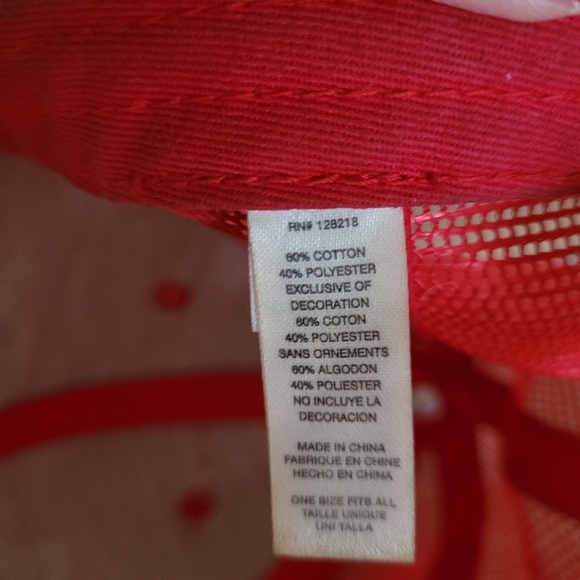 RN# 128218
60% COTTON
40% POLYESTER
EXCLUSIVE OF
DECORATION
60% COTON
40% POLYESTER
SANS ORNEMENTS
60% ALGODON
40% POLIESTER
NO INCLUYE LA
DECORACION
MADE IN CHINA
FABRIQUE EN CHINE
HECHO EN CHINA
ONE SIZE FITS ALL
TAILLE UNIQUE
UNI TALLA